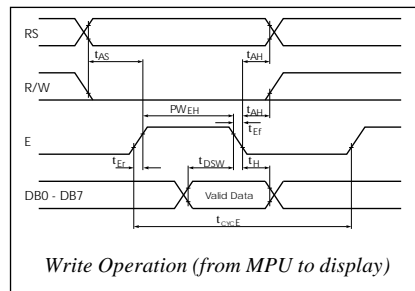 RS
tAS
tAH
R/W
PWEH
tAH
tEf
E
tEr
tDSW
tH
DB0 - DB7
Valid Data
tCYCE
Write Operation (from MPU to display)